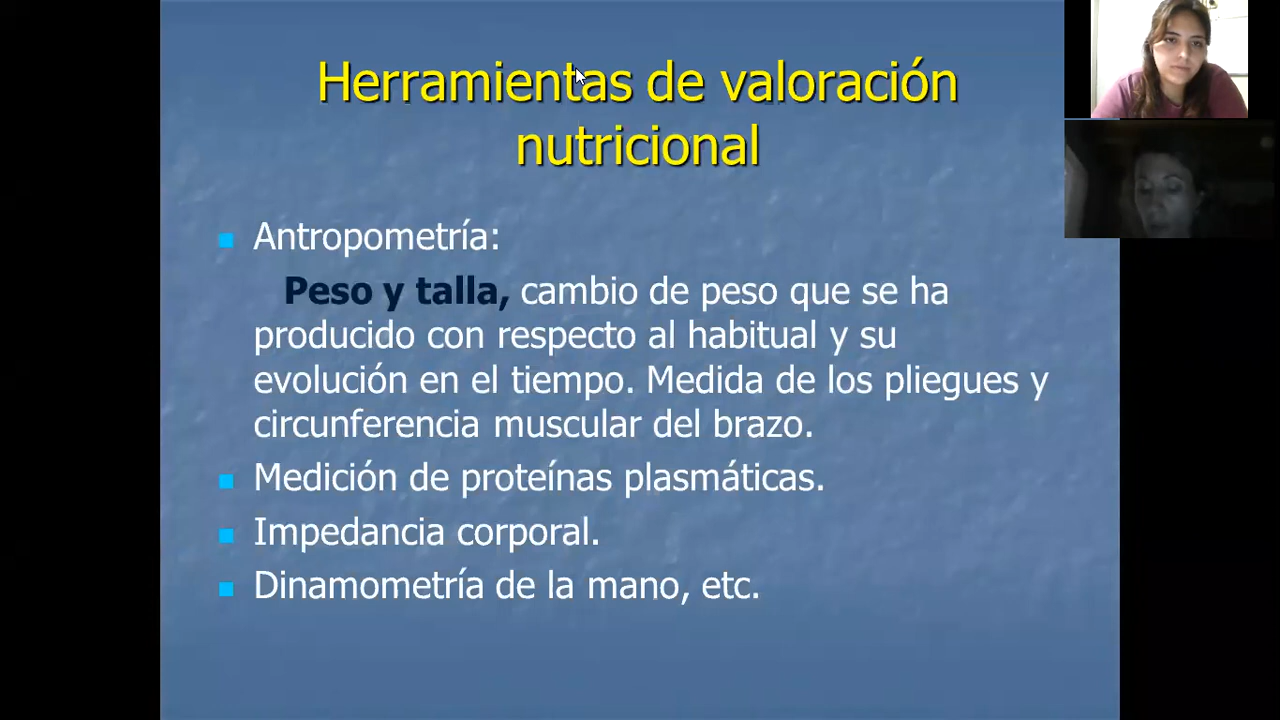 Herramientas de valoración
nutricional
Antropometría:
Peso y talla, cambio de peso que se ha
producido con respecto al habitual y su
evolución en el tiempo. Medida de los pliegues y
circunferencia muscular del brazo.
Medición de proteínas plasmáticas.
Impedancia corporal.
Dinamometría de la mano, etc.